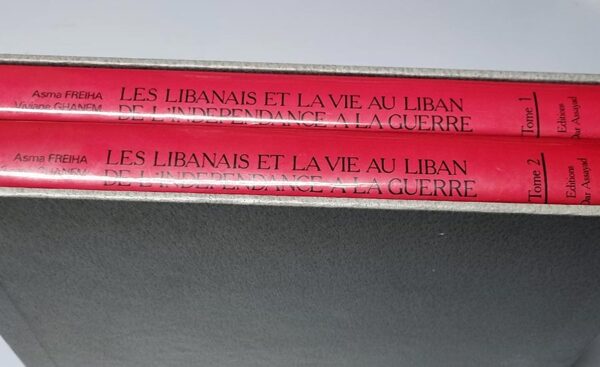 Asma FREIHA
Viviane GHANEM
LES LIBANAIS ET LA VIE AU LIBAN
DE L'INDEPENDANCE A LA GUERRE
Tome 1
Editions
Dar Assayad
Asma FREIHA
GHANEM
LES LIBANAIS ET LA VIE AU LIBAN
DE L'INDEPENDANCE A LA GUERRE
Tome 2
Editions
Dar Assayad